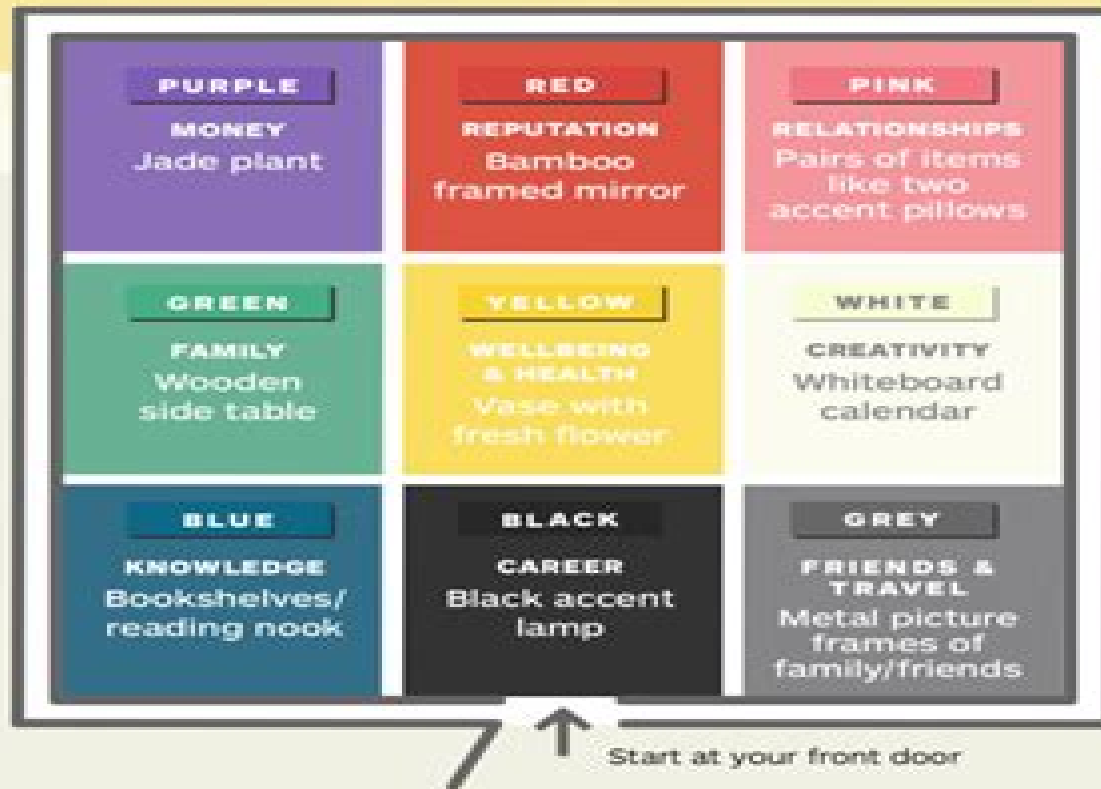 PURPLE
MONEY
Jade plant
RED
REPUTATION
Bamboo
framed mirror
PINK
RELATIONSHIPS
Pairs of items
like two
accent pillows
GREEN
FAMILY
Wooden
side table
YELLOW
WELLBEING
& HEALTH
Vase with
fresh flower
WHITE
CREATIVITY
Whiteboard
calendar
BLUE
KNOWLEDGE
Bookshelves/
reading nook
BLACK
CAREER
Black accent
lamp
GREY
FRIENDS &
TRAVEL
Metal picture
frames of
family/friends
Start at your front door